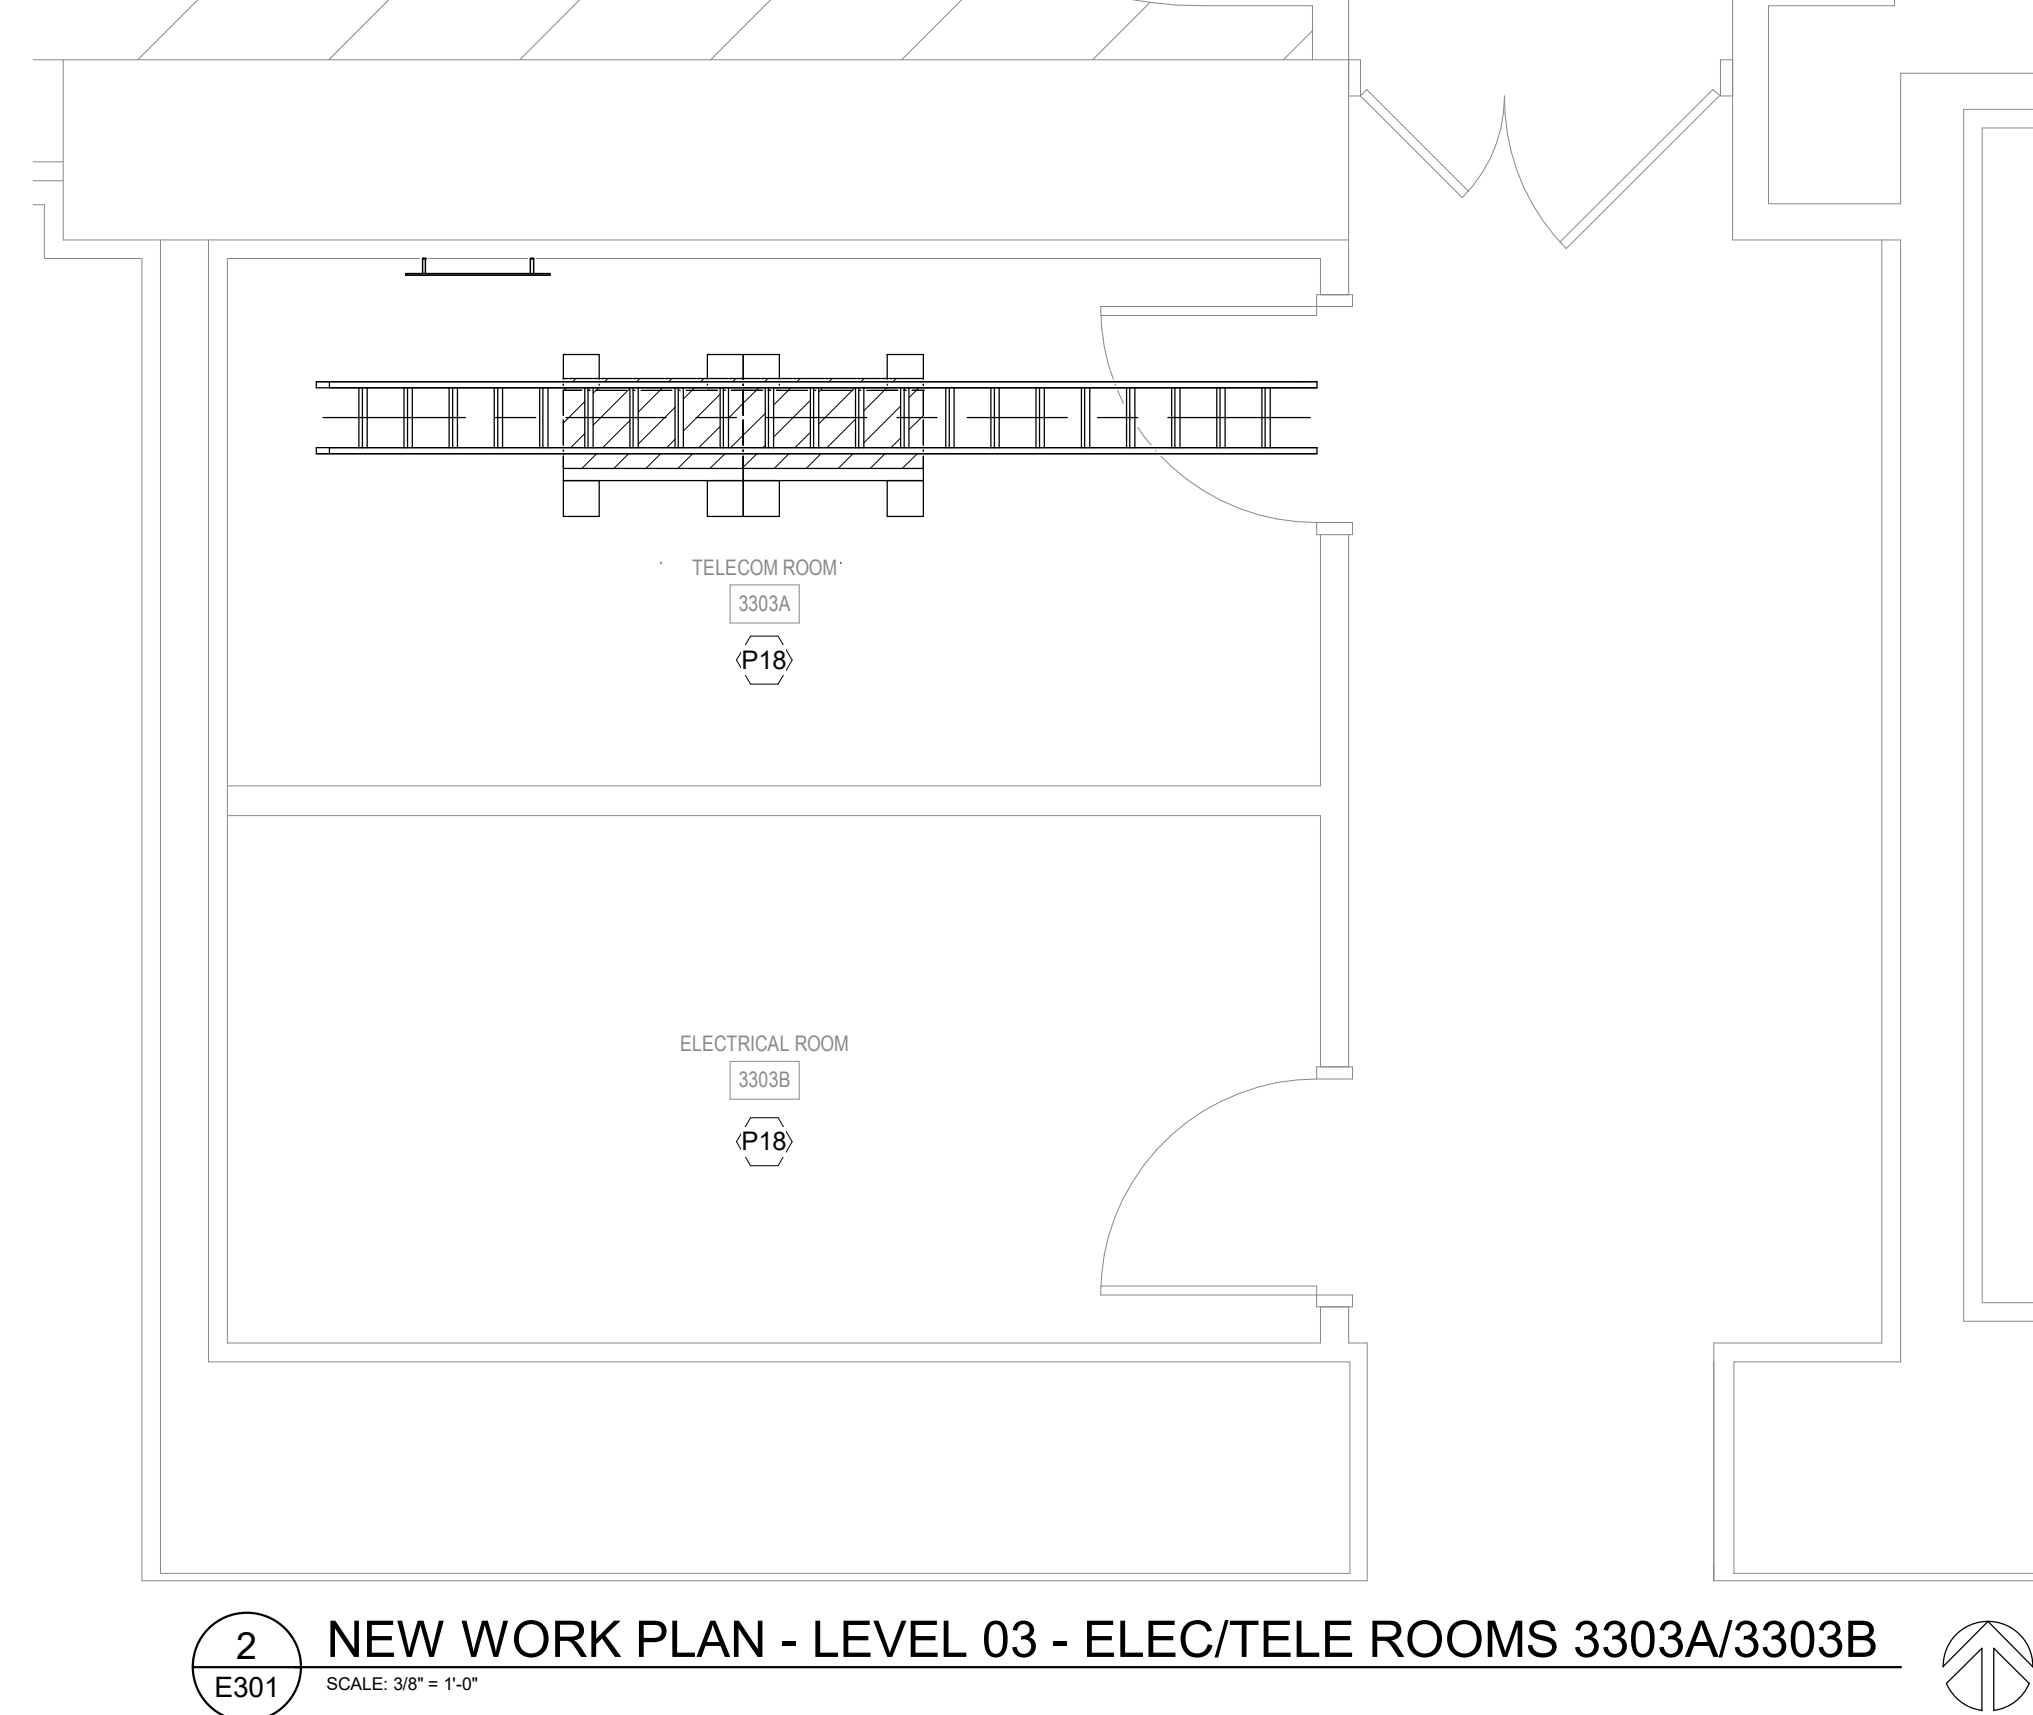 TELECOM ROOM
3303A
P18
ELECTRICAL ROOM
3303B
P18
2
E301
NEW WORK PLAN - LEVEL 03 - ELEC/TELE ROOMS 3303A/3303B
SCALE: 3/8" = 1'-0"